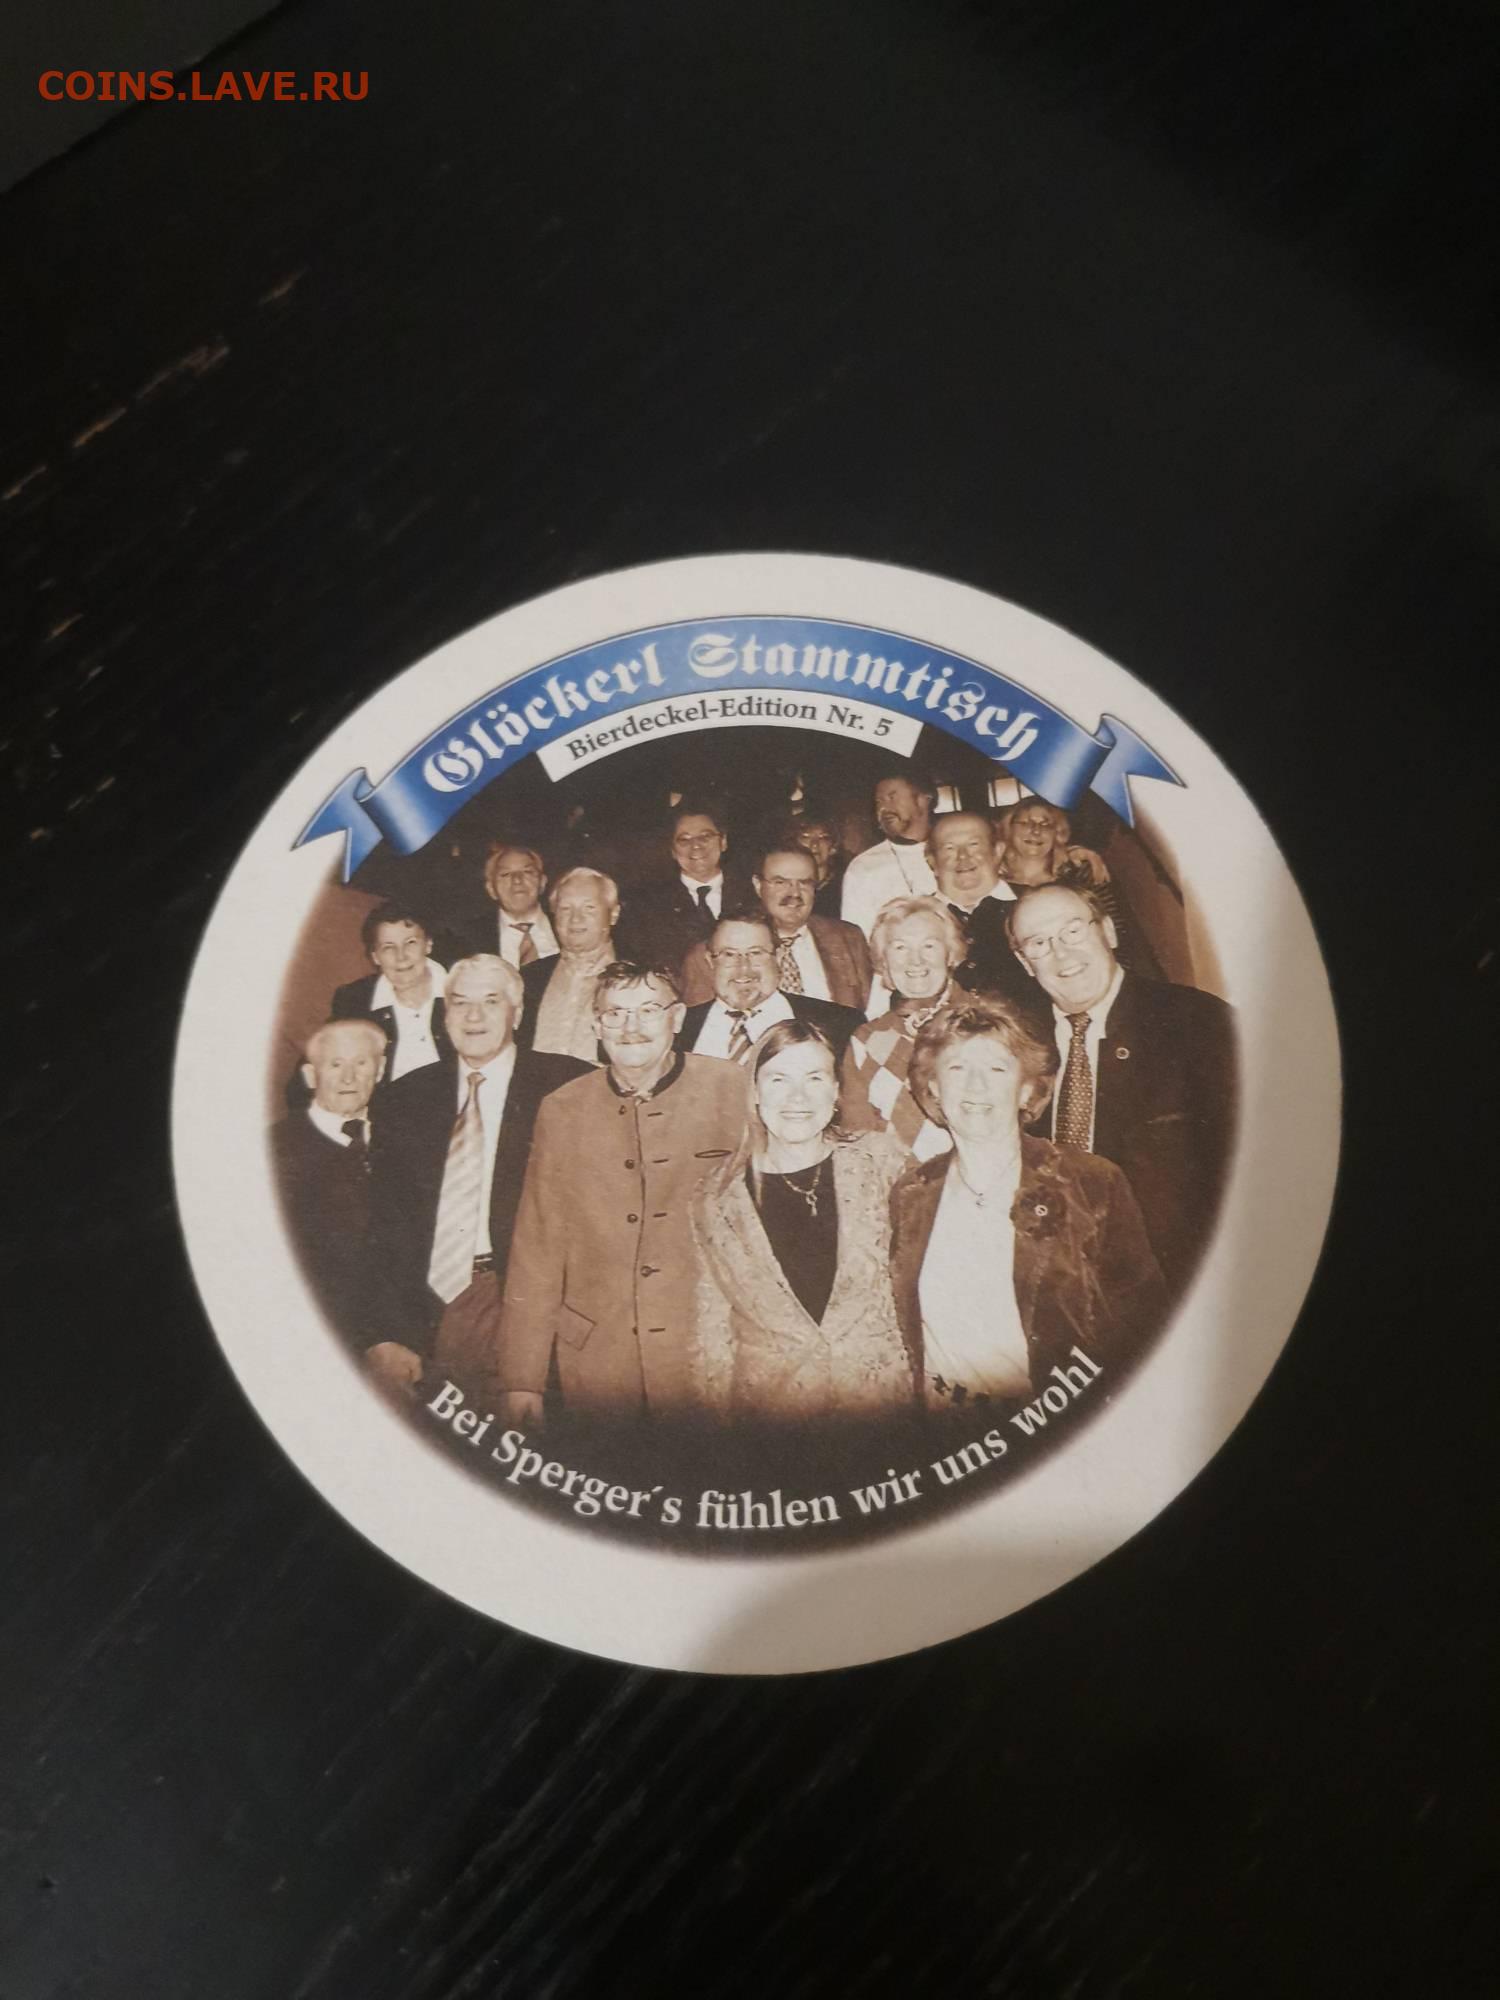 COINS.LAVE.RU
Glöckerl Stammtisch
Bierdeckel-Edition Nr. 5
Bei Sperger´s fühlen wir uns wohl